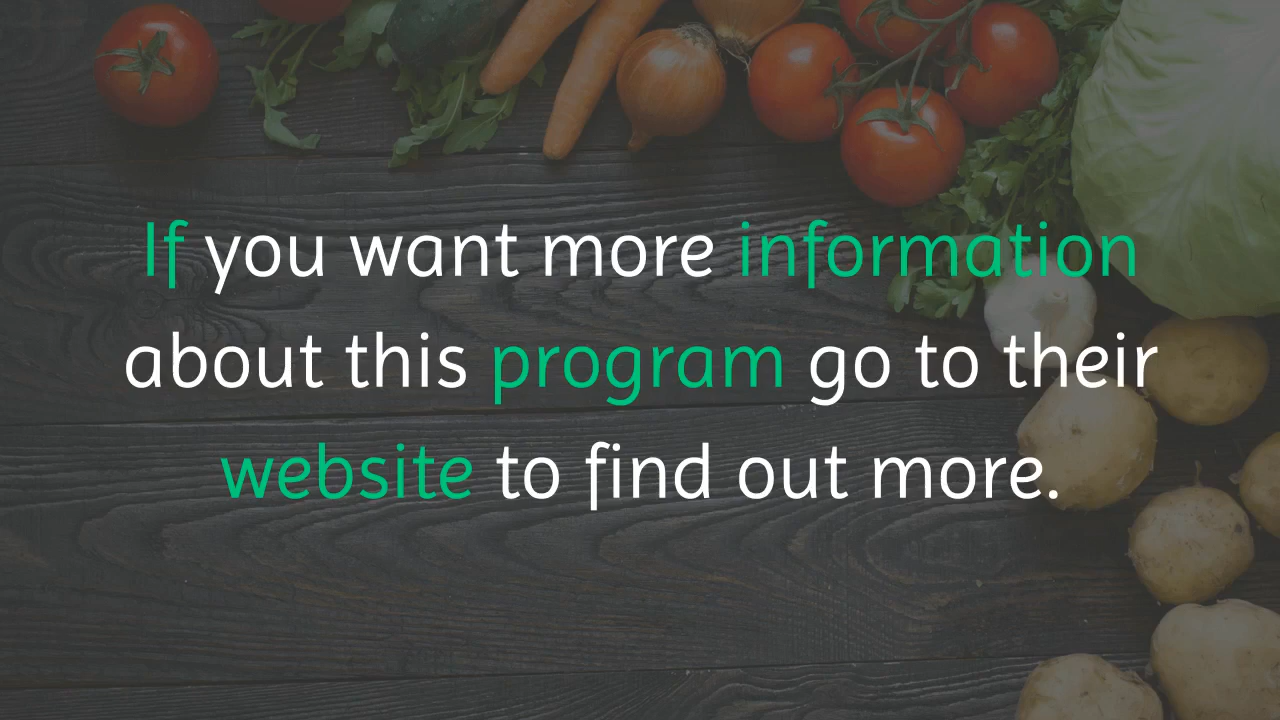 If you want more information
about this program go to their
website to find out more.